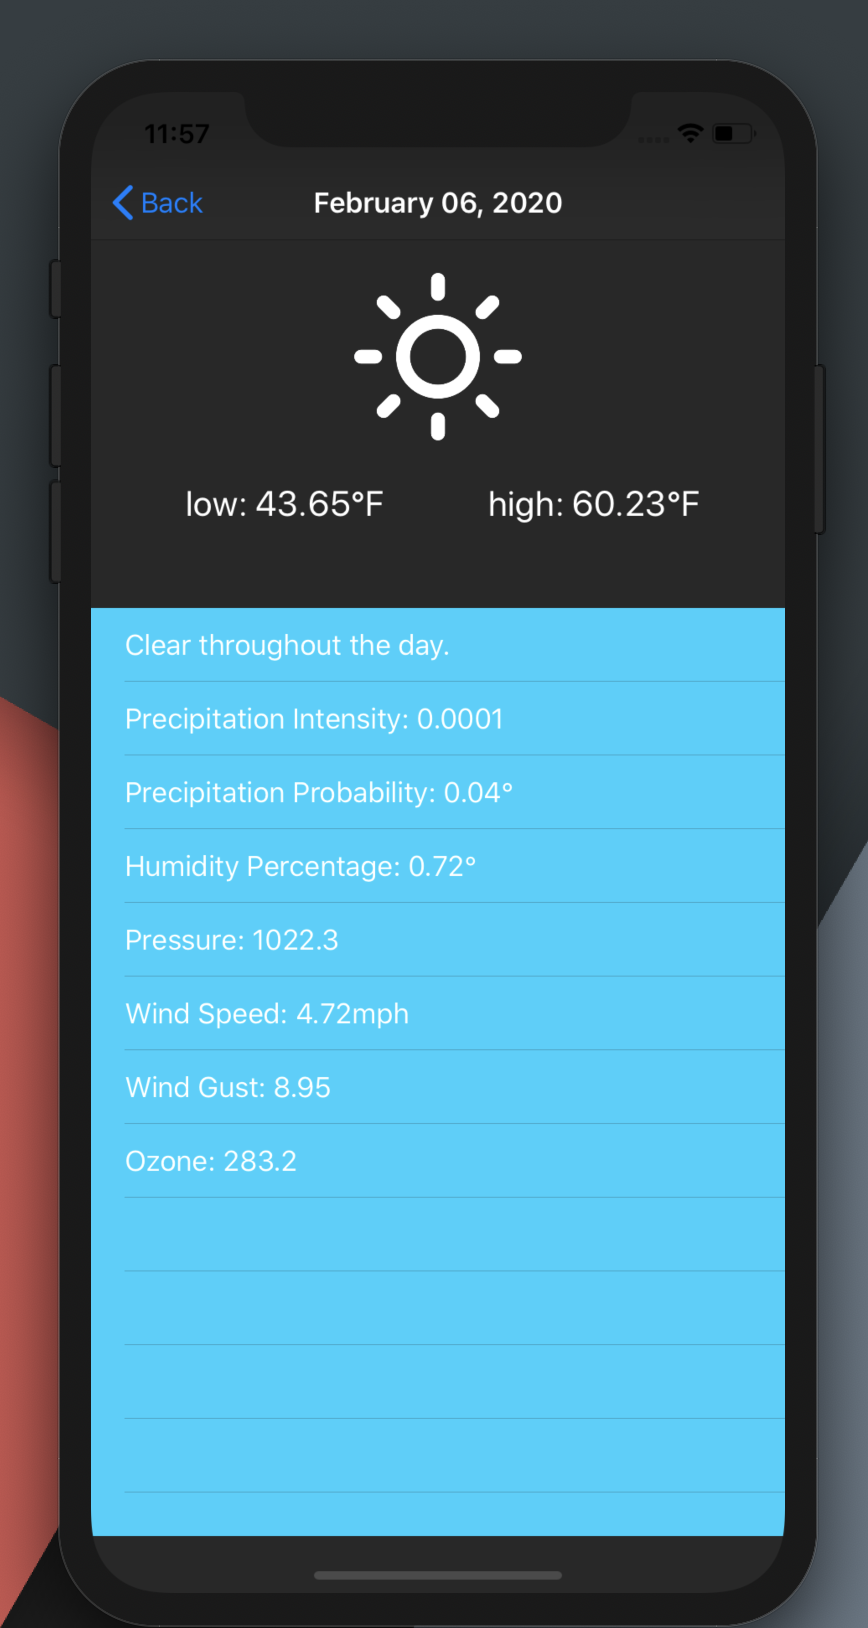 11:57
Back
February 06, 2020
low: 43.65°F
high: 60.23°F
Clear throughout the day.
Precipitation Intensity: 0.0001
Precipitation Probability: 0.04°
Humidity Percentage: 0.72°
Pressure: 1022.3
Wind Speed: 4.72mph
Wind Gust: 8.95
Ozone: 283.2